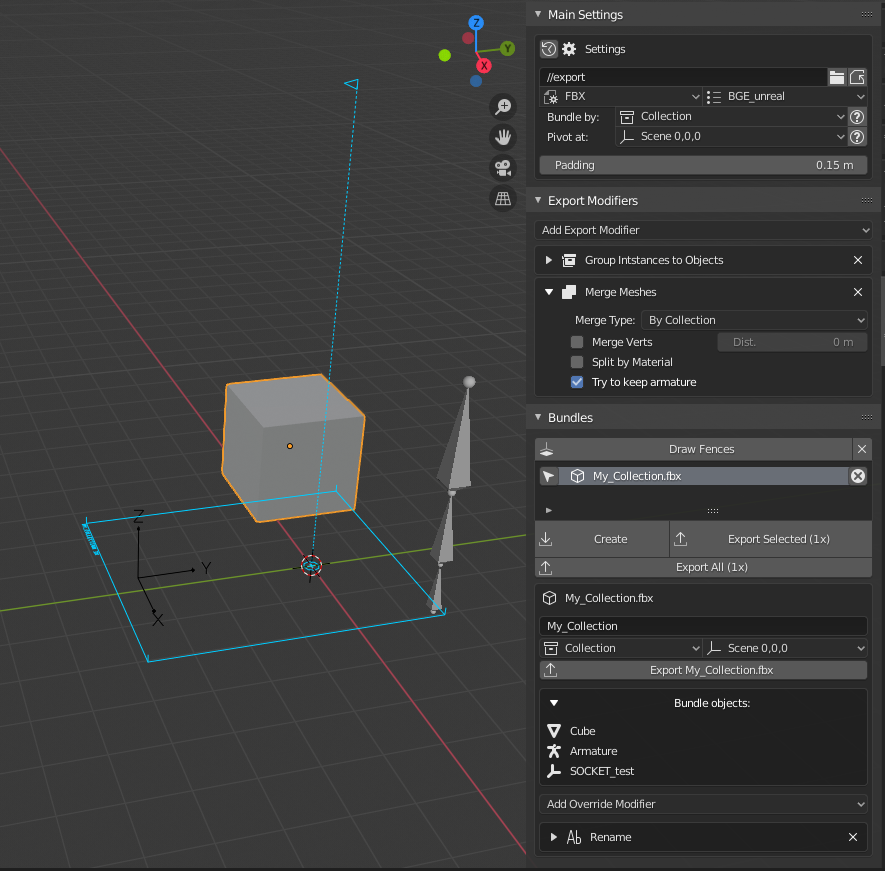 Main Settings
Settings
//export
FBX BGE_unreal
Bundle by: Collection
Pivot at: Scene 0,0,0
Padding 0.15 m
Export Modifiers
Add Export Modifier
Group Intstances to Objects
Merge Meshes
Merge Type: By Collection
Merge Verts Dist. 0 m
Split by Material
Try to keep armature
Bundles
Draw Fences
My_Collection.fbx
Create Export Selected (1x)
Export All (1x)
My_Collection.fbx
My_Collection
Collection Scene 0,0,0
Export My_Collection.fbx
Bundle objects:
Cube
Armature
SOCKET_test
Add Override Modifier
Ab Rename
Z
Y
X
Z
Y
X